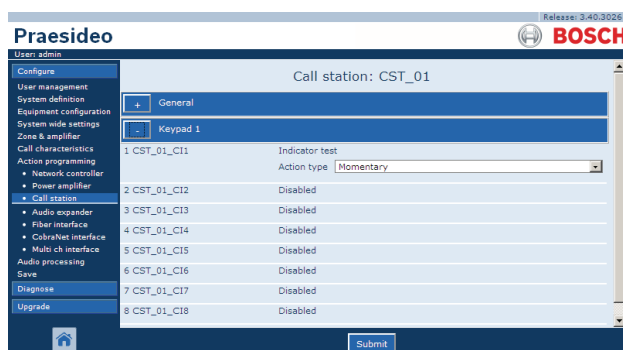 Release: 3.40.3026
Praesideo
BOSCH
User: admin
Configure
User management
System definition
Equipment configuration
System wide settings
Zone & amplifier
Call characteristics
Action programming
• Network controller
• Power amplifier
• Call station
• Audio expander
• Fiber interface
• CobraNet interface
• Multi ch interface
Audio processing
Save
Diagnose
Upgrade
Call station: CST_01
+ General
- Keypad 1
1 CST_01_CI1 Indicator test
Action type Momentary
2 CST_01_CI2 Disabled
3 CST_01_CI3 Disabled
4 CST_01_CI4 Disabled
5 CST_01_CI5 Disabled
6 CST_01_CI6 Disabled
7 CST_01_CI7 Disabled
8 CST_01_CI8 Disabled
Submit